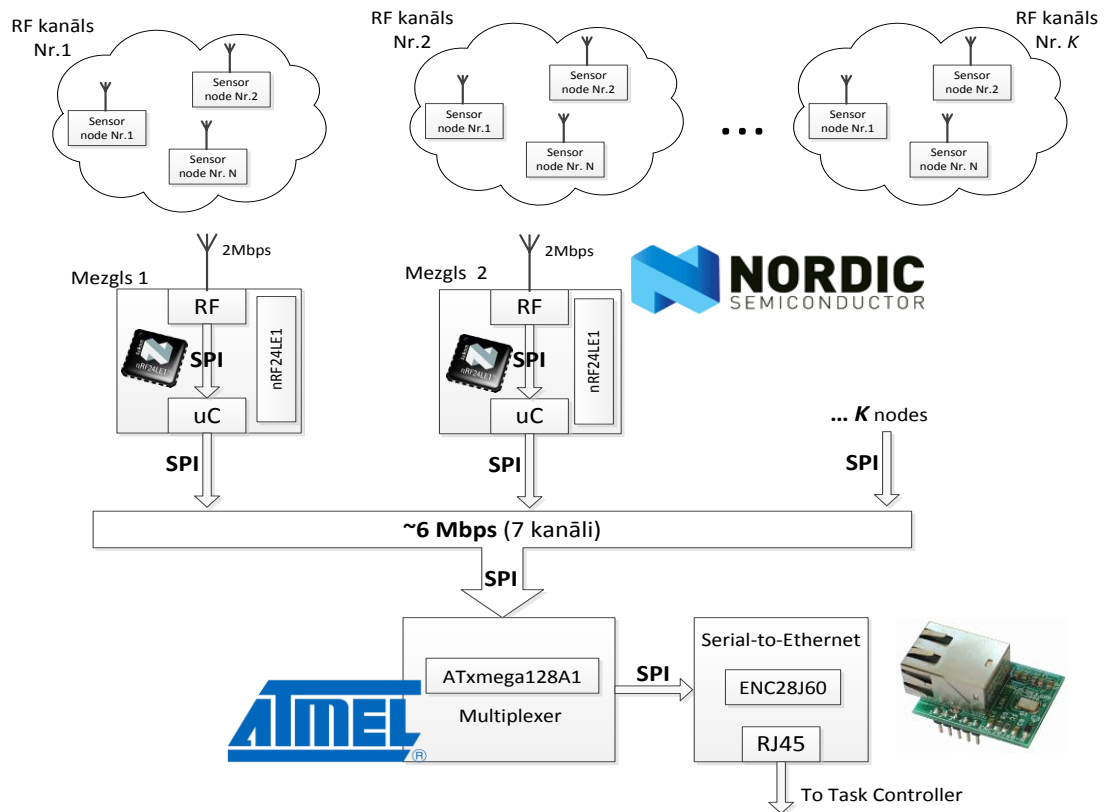 RF kanāls
Nr.1
Sensor
node Nr.2
Sensor
node Nr.1
Sensor
node Nr. N
RF kanāls
Nr.2
Sensor
node Nr.2
Sensor
node Nr.1
Sensor
node Nr. N
...
RF kanāls
Nr. K
Sensor
node Nr.2
Sensor
node Nr.1
Sensor
node Nr. N
2Mbps
Mezgls 1
RF
SPI
nRF24LE1
nRF24LE1
uC
SPI
2Mbps
Mezgls 2
RF
SPI
nRF24LE1
nRF24LE1
uC
SPI
NORDIC
SEMICONDUCTOR
... K nodes
SPI
~6 Mbps (7 kanāli)
SPI
ATxmega128A1
Multiplexer
ATMEL
®
SPI
Serial-to-Ethernet
ENC28J60
RJ45
To Task Controller